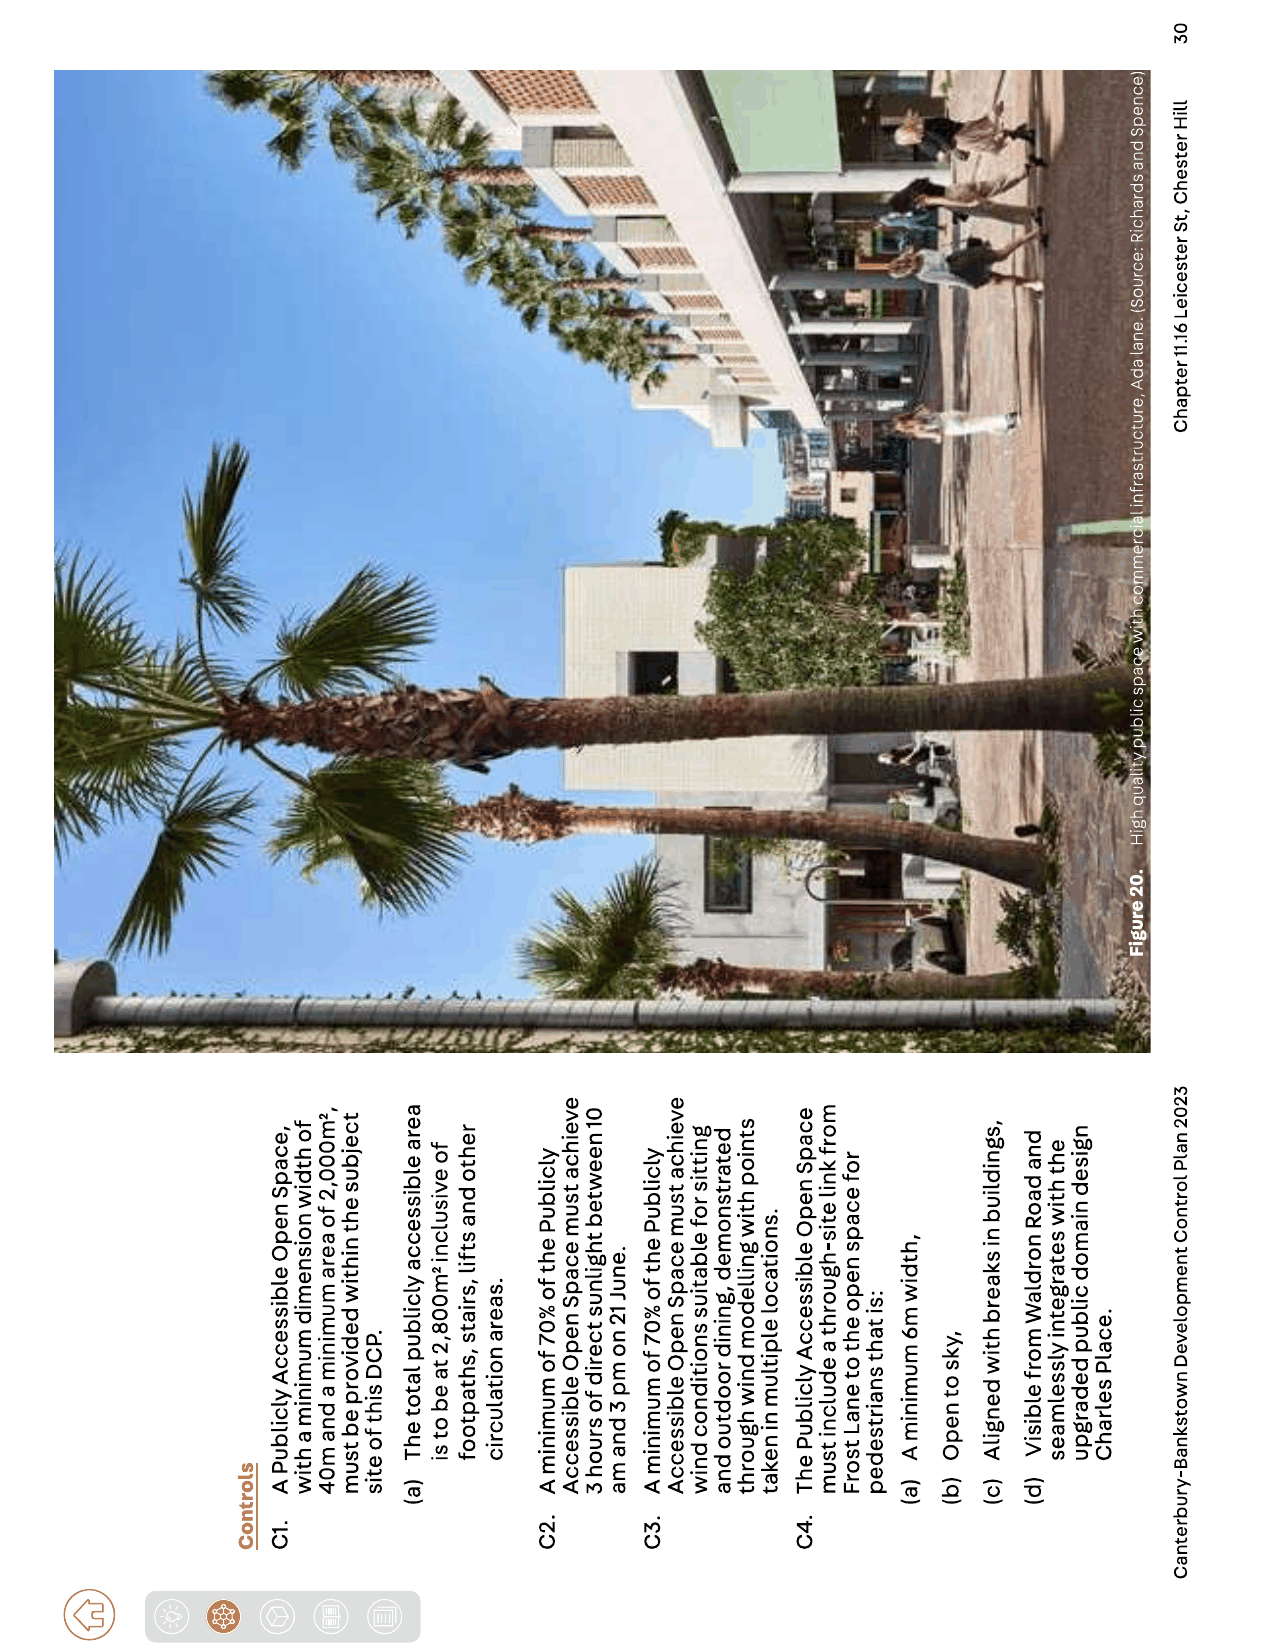 Controls
C1. A Publicly Accessible Open Space,
with a minimum dimension width of
40m and a minimum area of 2,000m²,
must be provided within the subject
site of this DCP.
(a) The total publicly accessible area
is to be at 2,800m² inclusive of
footpaths, stairs, lifts and other
circulation areas.
C2. A minimum of 70% of the Publicly
Accessible Open Space must achieve
3 hours of direct sunlight between 10
am and 3 pm on 21 June.
C3. A minimum of 70% of the Publicly
Accessible Open Space must achieve
wind conditions suitable for sitting
and outdoor dining, demonstrated
through wind modelling with points
taken in multiple locations.
C4. The Publicly Accessible Open Space
must include a through-site link from
Frost Lane to the open space for
pedestrians that is:
(a) A minimum 6m width,
(b) Open to sky,
(c) Aligned with breaks in buildings,
(d) Visible from Waldron Road and
seamlessly integrates with the
upgraded public domain design
Charles Place.
Figure 20. High quality public space with commercial infrastructure, Ada lane. (Source: Richards and Spence)
Canterbury-Bankstown Development Control Plan 2023
Chapter 11.16 Leicester St, Chester Hill 30